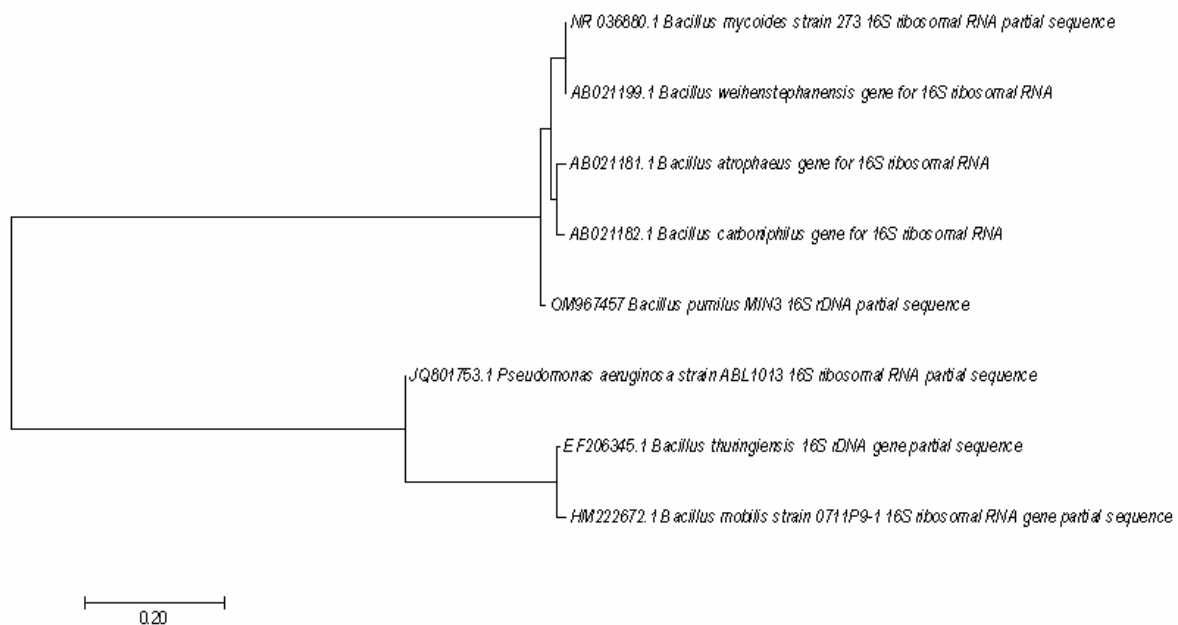 NR 036880.1 Bacillus mycoides strain 273 16S ribosomal RNA partial sequence
AB021199.1 Bacillus weihenstephanensis gene for 16S ribosomal RNA
AB021181.1 Bacillus atrophaeus gene for 16S ribosomal RNA
AB021182.1 Bacillus carboniphilus gene for 16S ribosomal RNA
OM967457 Bacillus pumilus MIN3 16S rDNA partial sequence
JQ801753.1 Pseudomonas aeruginosa strain ABL1013 16S ribosomal RNA partial sequence
EF206345.1 Bacillus thuringiensis 16S rDNA gene partial sequence
HM222672.1 Bacillus mobilis strain 0711P9-1 16S ribosomal RNA gene partial sequence
0.20